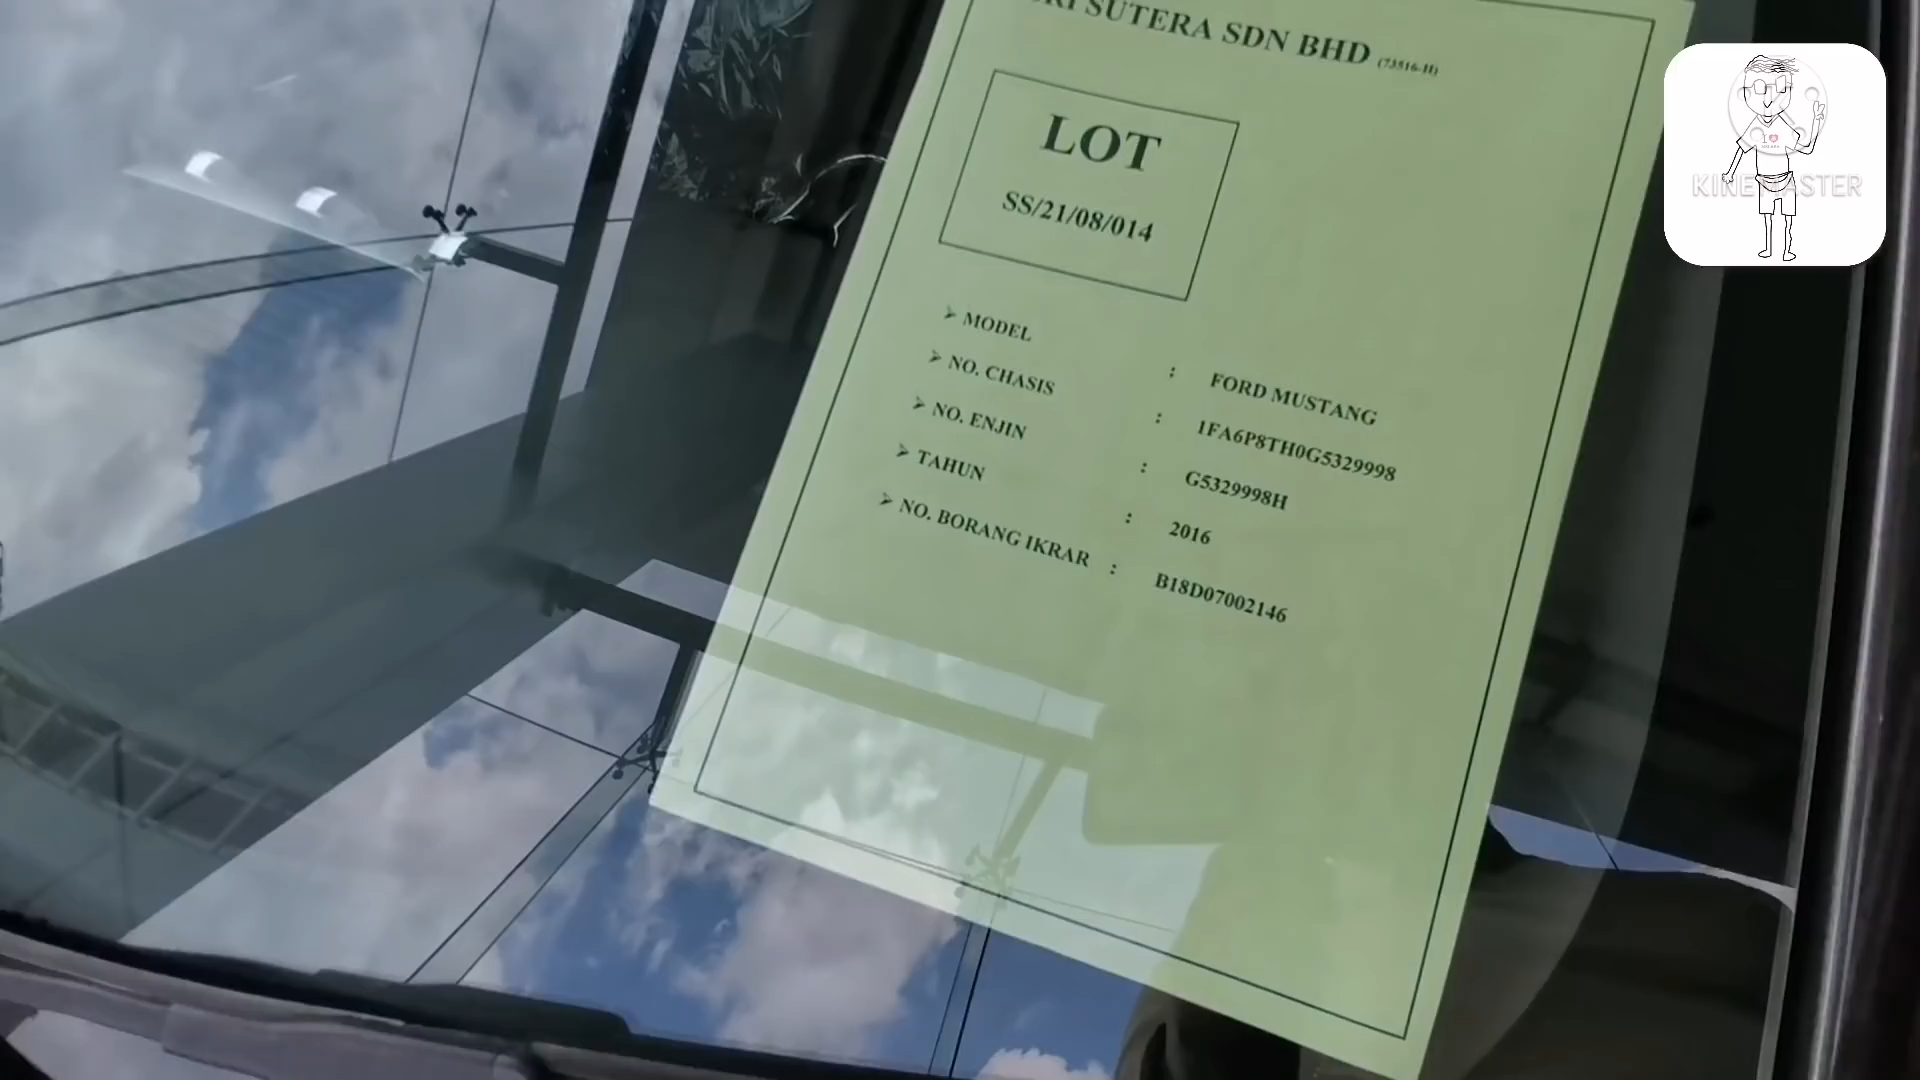 SUTERA SDN BHD (73516-H)
LOT
SS/21/08/014
➢ MODEL : FORD MUSTANG
➢ NO. CHASIS : 1FA6P8TH0G5329998
➢ NO. ENJIN : G5329998H
➢ TAHUN : 2016
➢ NO. BORANG IKRAR : B18D07002146
KINEMASTER